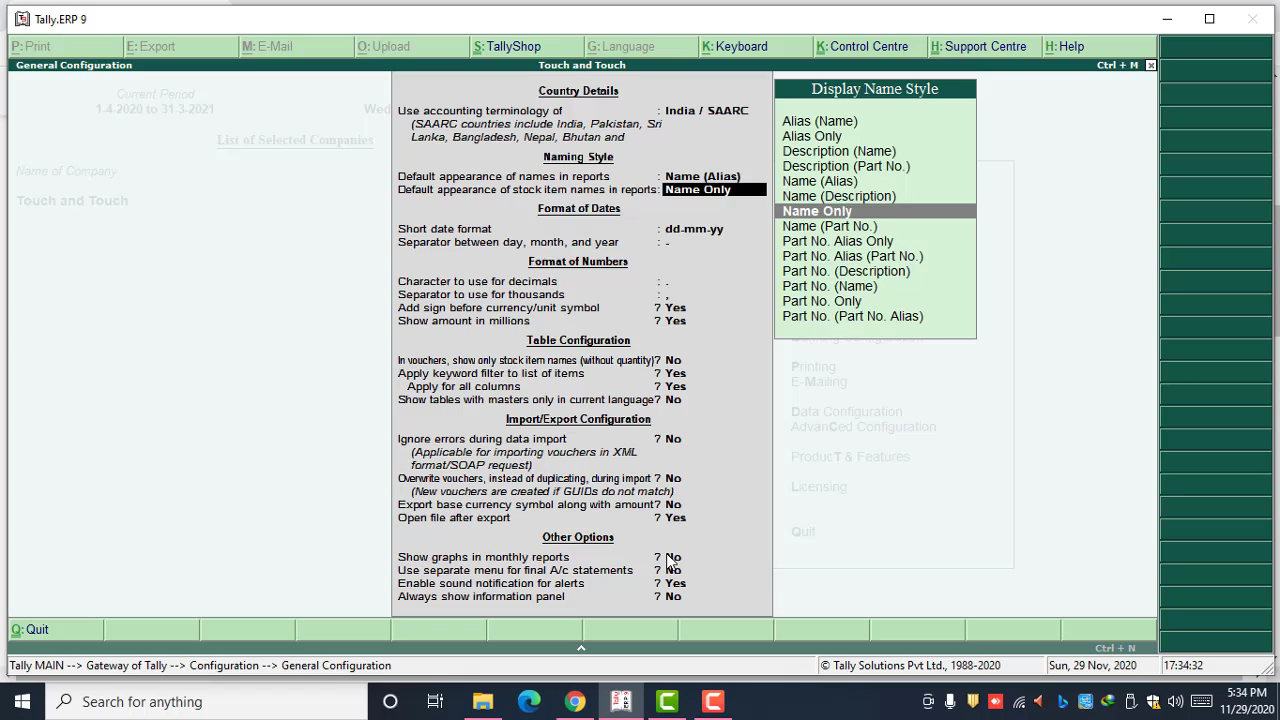 Tally.ERP 9
P: Print E: Export M: E-Mail O: Upload S: TallyShop G: Language K: Keyboard K: Control Centre H: Support Centre H: Help
General Configuration Touch and Touch Ctrl + M
Current Period
1-4-2020 to 31-3-2021 Wed
List of Selected Companies
Name of Company
Touch and Touch
Country Details
Use accounting terminology of : India / SAARC
(SAARC countries include India, Pakistan, Sri
Lanka, Bangladesh, Nepal, Bhutan and
Naming Style
Default appearance of names in reports : Name (Alias)
Default appearance of stock item names in reports: Name Only
Format of Dates
Short date format : dd-mm-yy
Separator between day, month, and year : -
Format of Numbers
Character to use for decimals : .
Separator to use for thousands : ,
Add sign before currency/unit symbol ? Yes
Show amount in millions ? Yes
Table Configuration
In vouchers, show only stock item names (without quantity)? No
Apply keyword filter to list of items ? Yes
Apply for all columns ? Yes
Show tables with masters only in current language? No
Import/Export Configuration
Ignore errors during data import ? No
(Applicable for importing vouchers in XML
format/SOAP request)
Overwrite vouchers, instead of duplicating, during import ? No
(New vouchers are created if GUIDs do not match)
Export base currency symbol along with amount? No
Open file after export ? Yes
Other Options
Show graphs in monthly reports ? No
Use separate menu for final A/c statements ? No
Enable sound notification for alerts ? Yes
Always show information panel ? No
Display Name Style
Alias (Name)
Alias Only
Description (Name)
Description (Part No.)
Name (Alias)
Name (Description)
Name Only
Name (Part No.)
Part No. Alias Only
Part No. Alias (Part No.)
Part No. (Description)
Part No. (Name)
Part No. Only
Part No. (Part No. Alias)
Printing
E-Mailing
Data Configuration
AdvanCed Configuration
ProducT & Features
Licensing
Quit
Q: Quit
Ctrl + N
Tally MAIN --> Gateway of Tally --> Configuration --> General Configuration © Tally Solutions Pvt Ltd., 1988-2020 Sun, 29 Nov, 2020 17:34:32
Search for anything
5:34 PM
11/29/2020